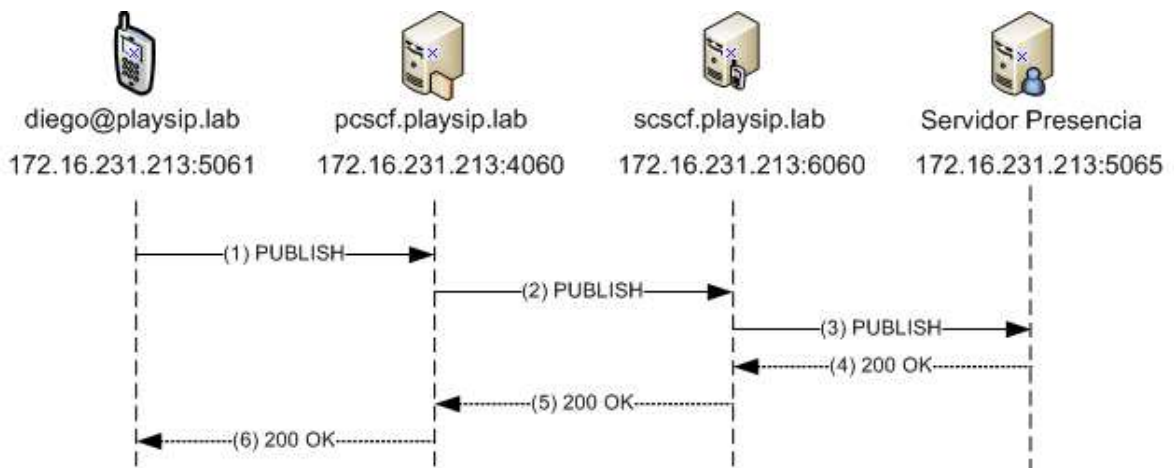 diego@playsip.lab pcscf.playsip.lab scscf.playsip.lab Servidor Presencia
172.16.231.213:5061 172.16.231.213:4060 172.16.231.213:6060 172.16.231.213:5065
(1) PUBLISH
(2) PUBLISH
(3) PUBLISH
(4) 200 OK
(5) 200 OK
(6) 200 OK